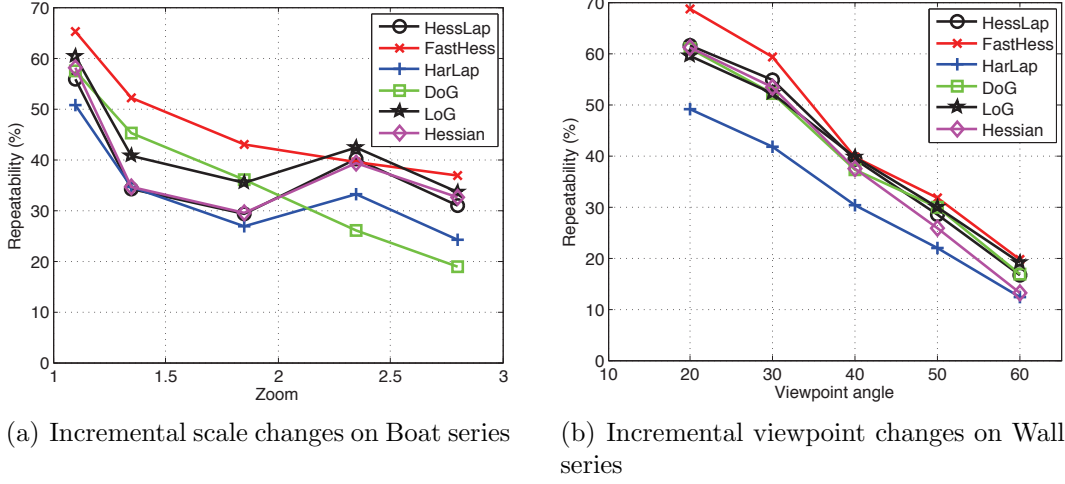 70
60
50
40
30
20
10
0
Repeatability (%)
1
1.5
2
2.5
3
Zoom
HessLap
FastHess
HarLap
DoG
LoG
Hessian
(a) Incremental scale changes on Boat series
70
60
50
40
30
20
10
0
Repeatability (%)
10
20
30
40
50
60
Viewpoint angle
HessLap
FastHess
HarLap
DoG
LoG
Hessian
(b) Incremental viewpoint changes on Wall
series